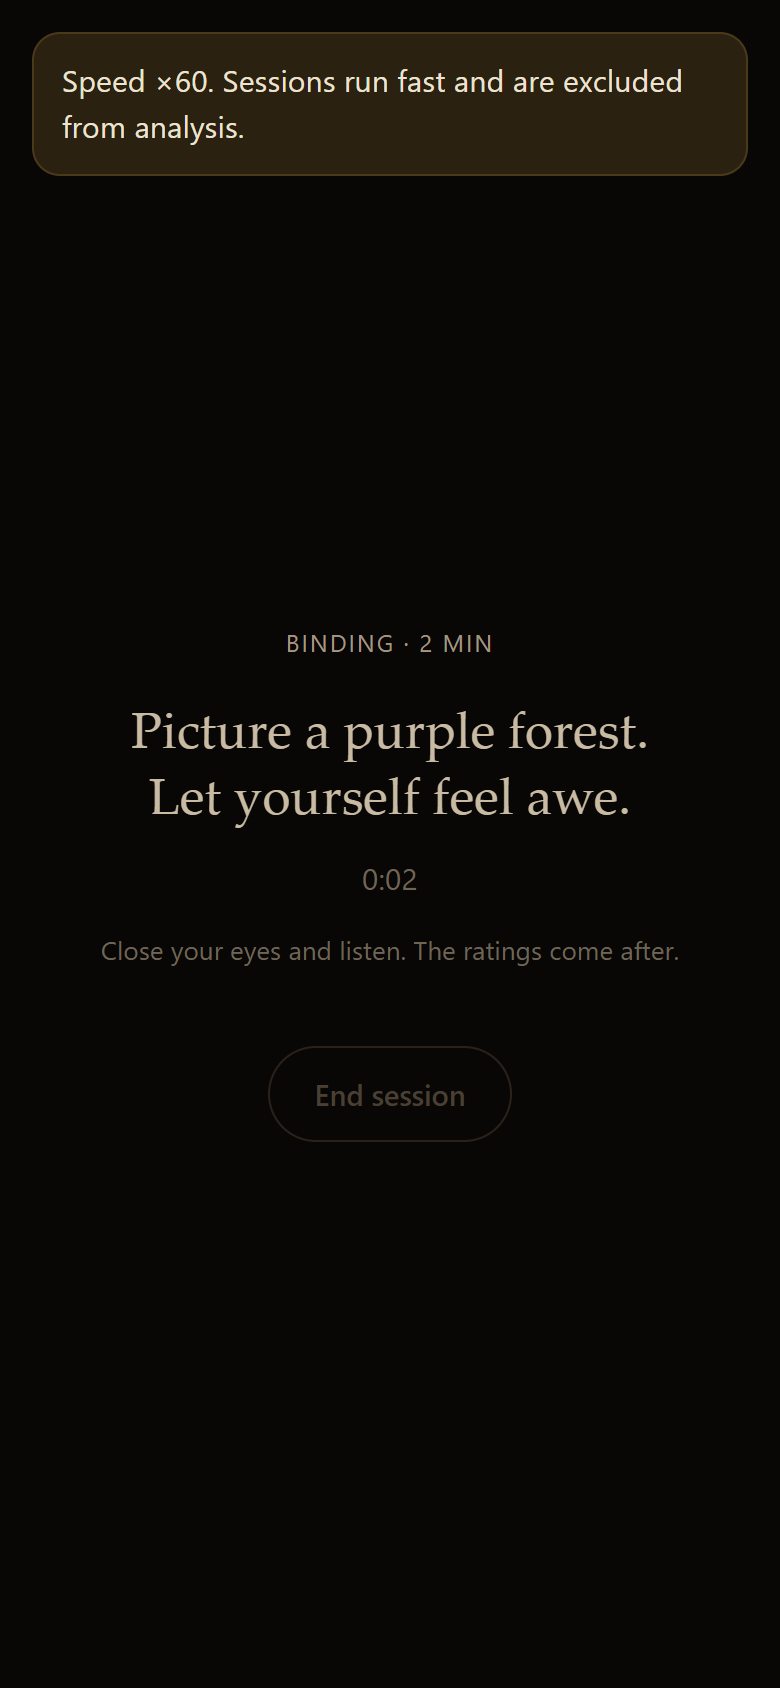 Speed ×60. Sessions run fast and are excluded
from analysis.
BINDING · 2 MIN
Picture a purple forest.
Let yourself feel awe.
0:02
Close your eyes and listen. The ratings come after.
End session